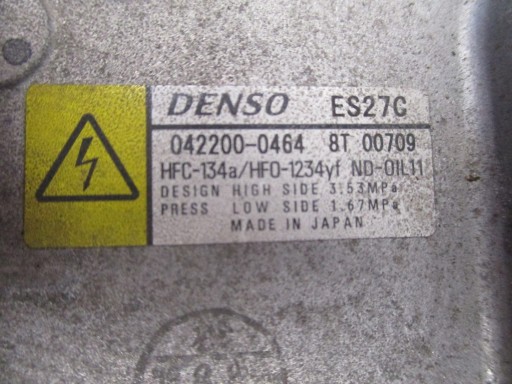 DENSO ES27C
042200-0464 8T 00709
HFC-134a/HFO-1234yf ND-OIL11
DESIGN HIGH SIDE 3.53MPa
PRESS LOW SIDE 1.67MPa
MADE IN JAPAN